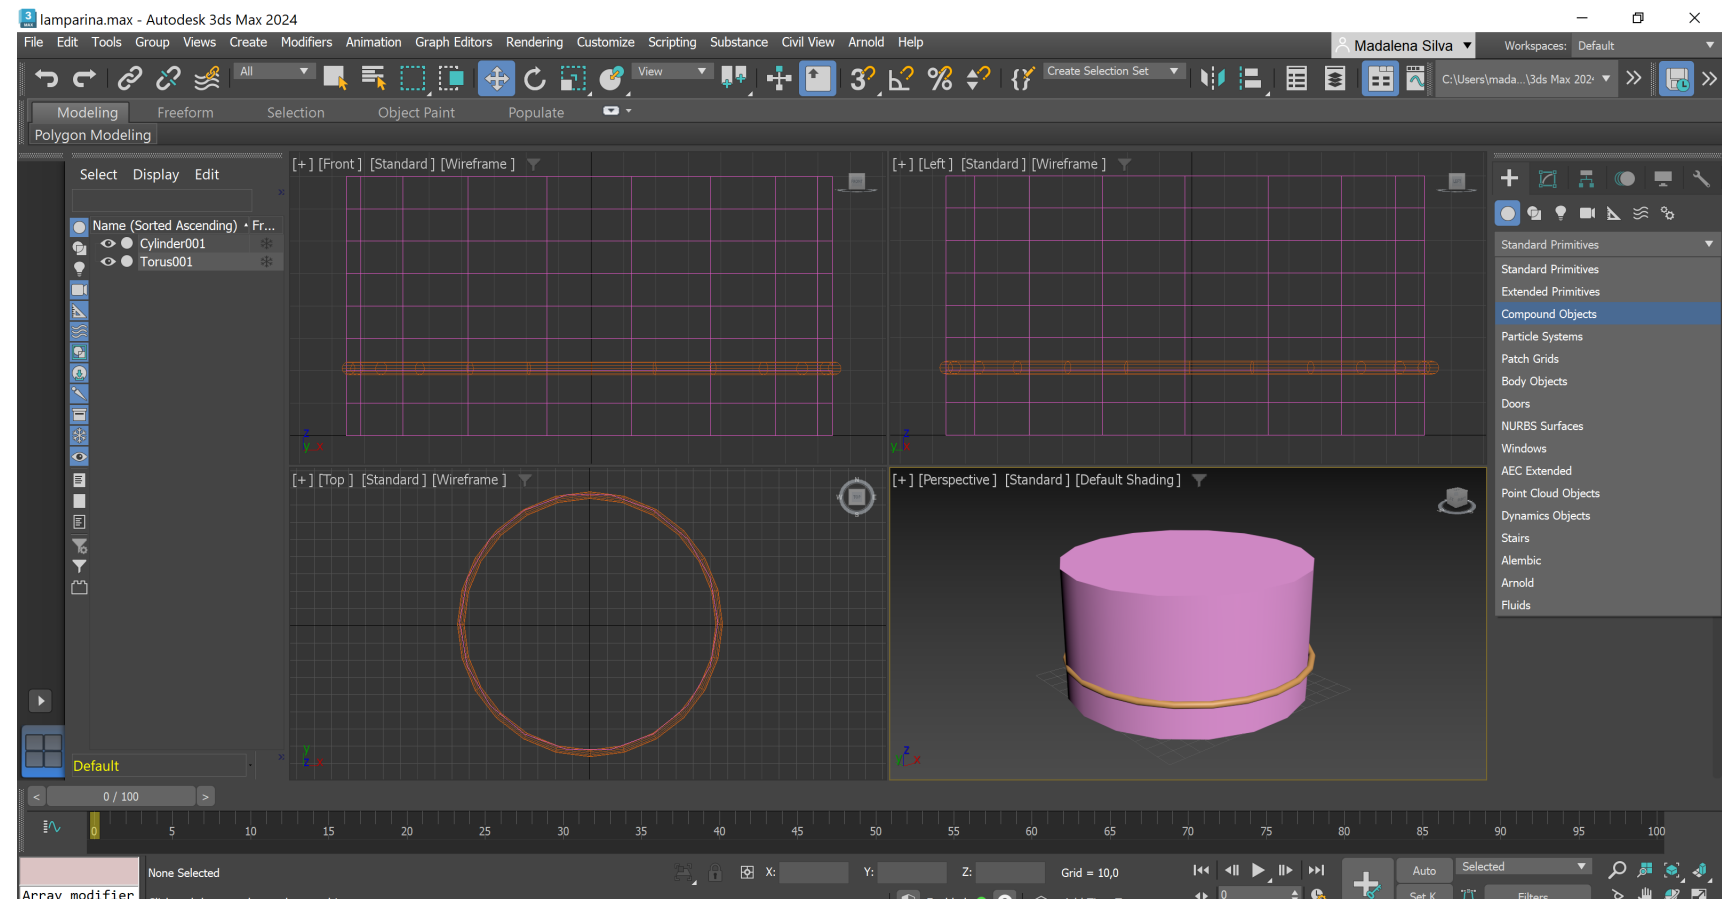 lamparina.max - Autodesk 3ds Max 2024
File Edit Tools Group Views Create Modifiers Animation Graph Editors Rendering Customize Scripting Substance Civil View Arnold Help
Madalena Silva
Workspaces: Default
All
View
Create Selection Set
C:\Users\mada...\3ds Max 202
Modeling Freeform Selection Object Paint Populate
Polygon Modeling
Select Display Edit
Name (Sorted Ascending) Fr...
Cylinder001
Torus001
Default
[+] [Front] [Standard] [Wireframe]
[+] [Left] [Standard] [Wireframe]
[+] [Top] [Standard] [Wireframe]
[+] [Perspective] [Standard] [Default Shading]
Standard Primitives
Standard Primitives
Extended Primitives
Compound Objects
Particle Systems
Patch Grids
Body Objects
Doors
NURBS Surfaces
Windows
AEC Extended
Point Cloud Objects
Dynamics Objects
Stairs
Alembic
Arnold
Fluids
< 0 / 100 >
0 5 10 15 20 25 30 35 40 45 50 55 60 65 70 75 80 85 90 95 100
None Selected
X: Y: Z: Grid = 10,0
Auto
Selected
Array modifier
0
Set K
Filters